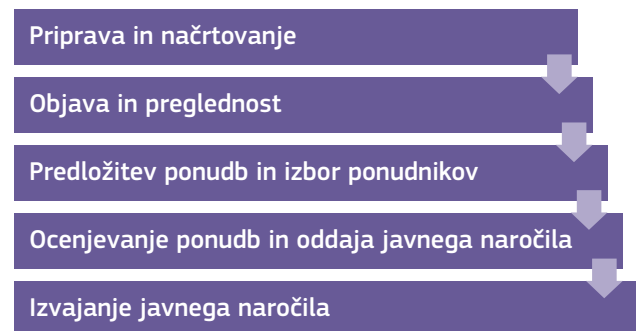 Priprava in načrtovanje
Objava in preglednost
Predložitev ponudb in izbor ponudnikov
Ocenjevanje ponudb in oddaja javnega naročila
Izvajanje javnega naročila